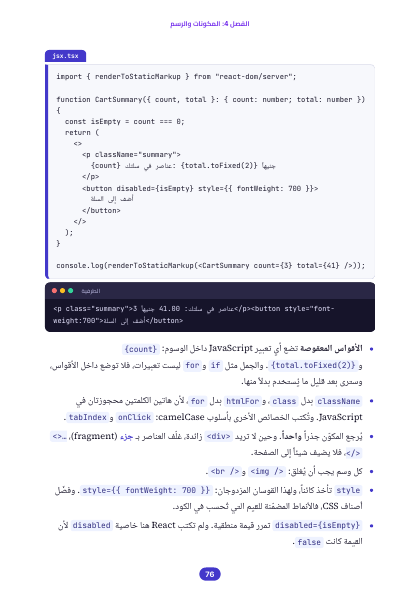 الفصل 4: المكونات والرسم
jsx.tsx
import { renderToStaticMarkup } from "react-dom/server";
function CartSummary({ count, total }: { count: number; total: number })
{
const isEmpty = count === 0;
return (
<>
<p className="summary">
{count} عناصر في سلتك: {total.toFixed(2)} جنيهاً
</p>
<button disabled={isEmpty} style={{ fontWeight: 700 }}>
أضف إلى السلة
</button>
</>
);
}
console.log(renderToStaticMarkup(<CartSummary count={3} total={41} />));
<p class="summary">3 عناصر في سلتك: 41.00 جنيهاً</p><button style="font-
weight:700">أضف إلى السلة</button>
الأقواس المعقوصة تضع أي تعبير JavaScript داخل الوسوم: {count}
و {total.toFixed(2)}. والجمل مثل if و for ليست تعبيرات، فلا توضع داخل الأقواس،
وسترى بعد قليل ما يُستخدم بدلاً منها.
className بدل class، و htmlFor بدل for، لأن هاتين الكلمتين محجوزتان في
JavaScript. وتُكتب الخصائص الأخرى بأسلوب camelCase: onClick و tabIndex.
يُرجع المكوّن جذراً واحداً. وحين لا تريد <div> زائدة، غلّف العناصر بـ جزء (fragment)، <>…
</>، فلا يضيف شيئاً إلى الصفحة.
كل وسم يجب أن يُغلق: <img /> و <br />.
style تأخذ كائناً، ولهذا القوسان المزدوجان: style={{ fontWeight: 700 }}. وفضّل
أصناف CSS، فالأنماط المضمّنة للقيم التي تُحسب في الكود.
disabled={isEmpty} تمرر قيمة منطقية. ولم تكتب React هنا خاصية disabled لأن
القيمة كانت false.
76